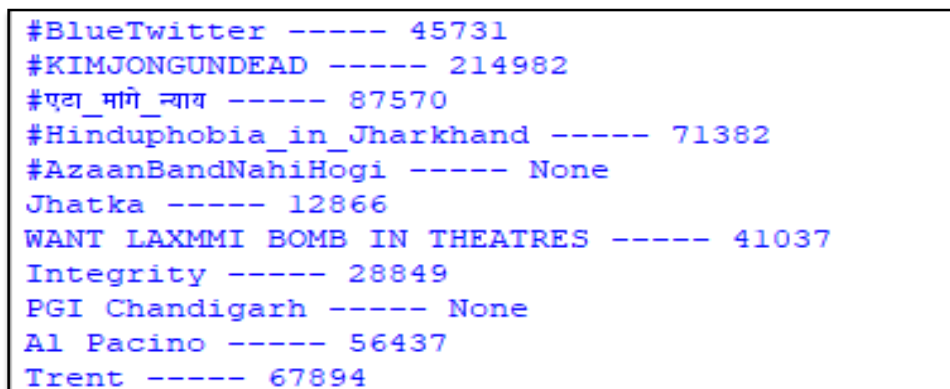 #BlueTwitter ----- 45731
#KIMJONGUNDEAD ----- 214982
#एटा_मांगे_न्याय ----- 87570
#Hinduphobia_in_Jharkhand ----- 71382
#AzaanBandNahiHogi ----- None
Jhatka ----- 12866
WANT LAXMMI BOMB IN THEATRES ----- 41037
Integrity ----- 28849
PGI Chandigarh ----- None
Al Pacino ----- 56437
Trent ----- 67894